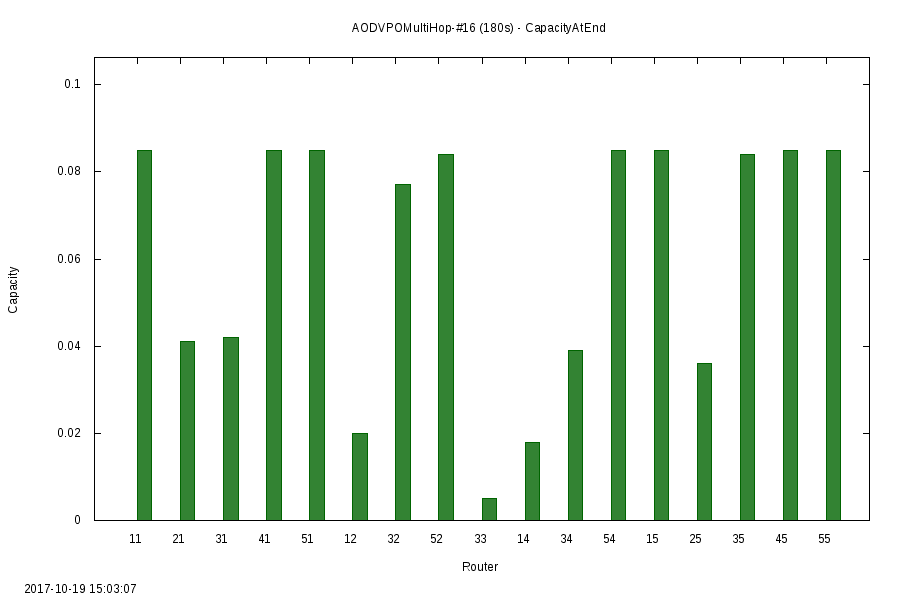 AODVPOMultiHop-#16 (180s) - CapacityAtEnd
0.1
0.08
0.06
0.04
0.02
0
Capacity
11 21 31 41 51 12 32 52 33 14 34 54 15 25 35 45 55
Router
2017-10-19 15:03:07